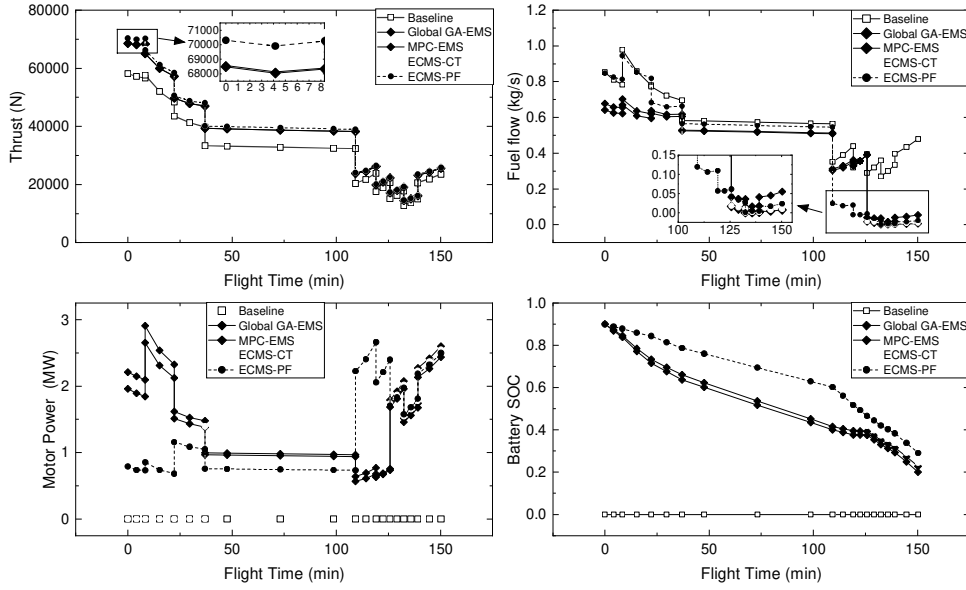 80000
60000
40000
20000
0
Thrust (N)
0
50
100
150
Flight Time (min)
71000
70000
69000
68000
0 1 2 3 4 5 6 7 8
Baseline
Global GA-EMS
MPC-EMS
ECMS-CT
ECMS-PF
1.2
1.0
0.8
0.6
0.4
0.2
0.0
Fuel flow (kg/s)
0
50
100
150
Flight Time (min)
0.15
0.10
0.05
0.00
100
125
150
Baseline
Global GA-EMS
MPC-EMS
ECMS-CT
ECMS-PF
3
2
1
0
Motor Power (MW)
0
50
100
150
Flight Time (min)
Baseline
Global GA-EMS
MPC-EMS
ECMS-CT
ECMS-PF
1.0
0.8
0.6
0.4
0.2
0.0
Battery SOC
0
50
100
150
Flight Time (min)
Baseline
Global GA-EMS
MPC-EMS
ECMS-CT
ECMS-PF